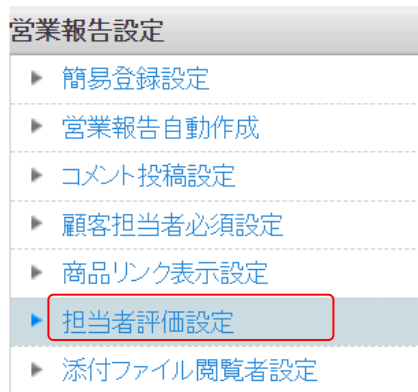 営業報告設定
簡易登録設定
営業報告自動作成
コメント投稿設定
顧客担当者必須設定
商品リンク表示設定
担当者評価設定
添付ファイル閲覧者設定